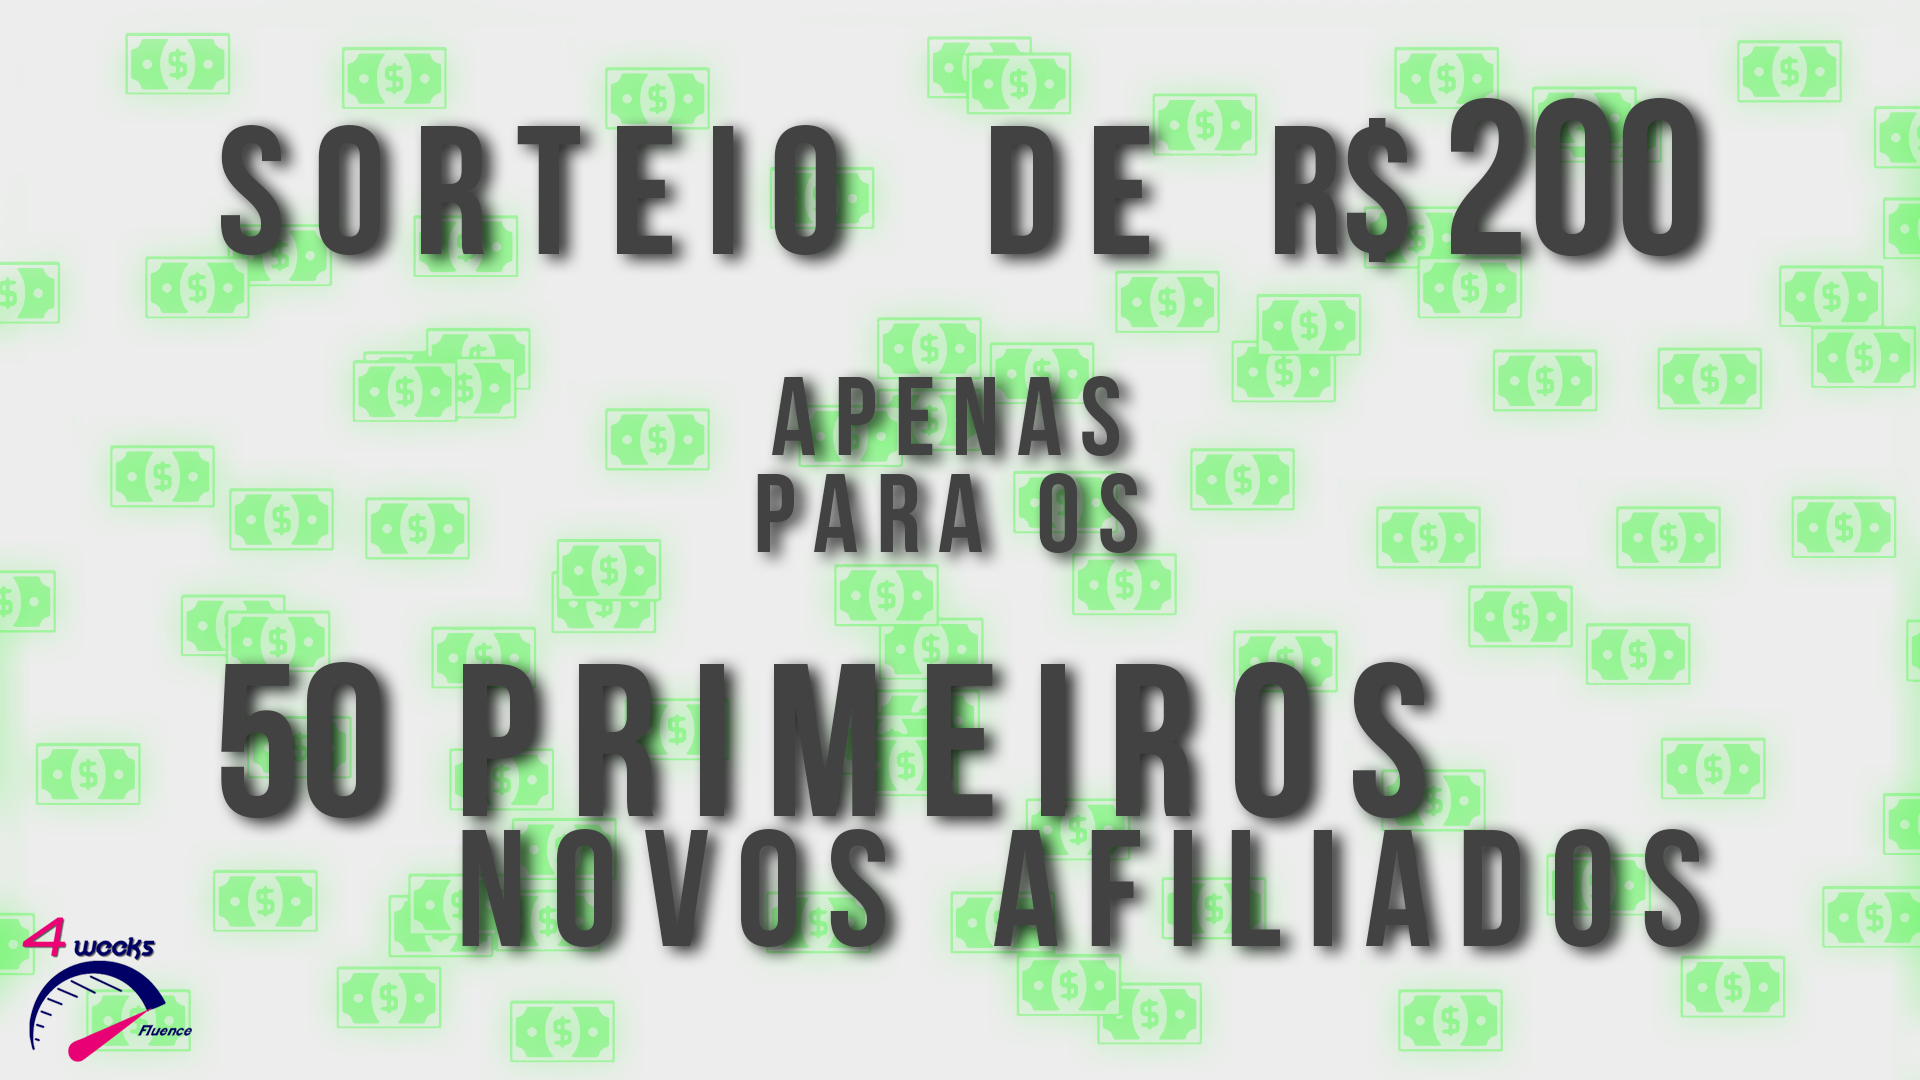 SORTEIO DE R$ 200
APENAS
PARA OS
50 PRIMEIROS
NOVOS AFILIADOS
4 weeks
Fluence